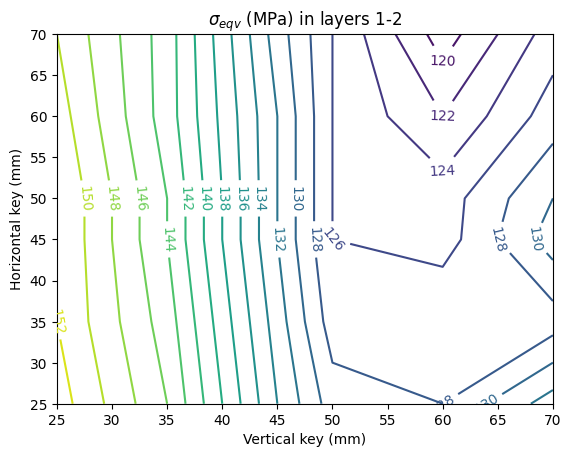 σeqv (MPa) in layers 1-2
70
65
60
55
50
45
40
35
30
25
Horizontal key (mm)
120
122
124
150 148 146 142 140 138 136 134 130
144 132 128 126 128 130
152
30
25 30 35 40 45 50 55 60 65 70
Vertical key (mm)